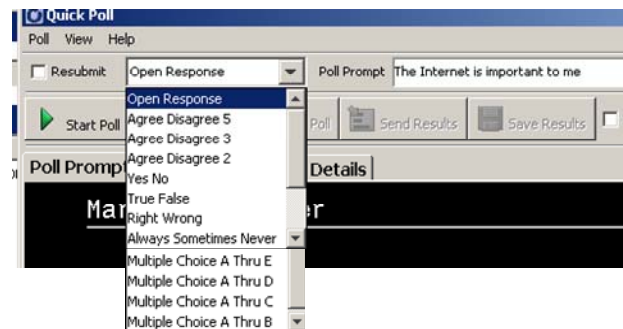 Quick Poll
Poll View Help
Resubmit Open Response Poll Prompt The Internet is important to me
Open Response
Start Poll Agree Disagree 5 Poll Send Results Save Results
Agree Disagree 3
Poll Promp Agree Disagree 2 Details
Yes No
True False
Mar Right Wrong er
Always Sometimes Never
Multiple Choice A Thru E
Multiple Choice A Thru D
Multiple Choice A Thru C
Multiple Choice A Thru B